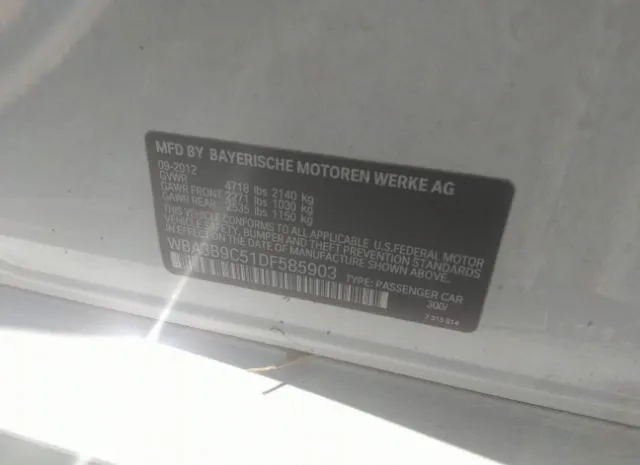 MFD BY BAYERISCHE MOTOREN WERKE AG
09-2012
GVWR 4718 lbs 2140 kg
GAWR FRONT 2271 lbs 1030 kg
GAWR REAR 2535 lbs 1150 kg
THIS VEHICLE CONFORMS TO ALL APPLICABLE U.S.FEDERAL MOTOR
VEHICLE SAFETY, BUMPER AND THEFT PREVENTION STANDARDS
IN EFFECT ON THE DATE OF MANUFACTURE SHOWN ABOVE.
WBA3B9C51DF585903
TYPE: PASSENGER CAR
300/